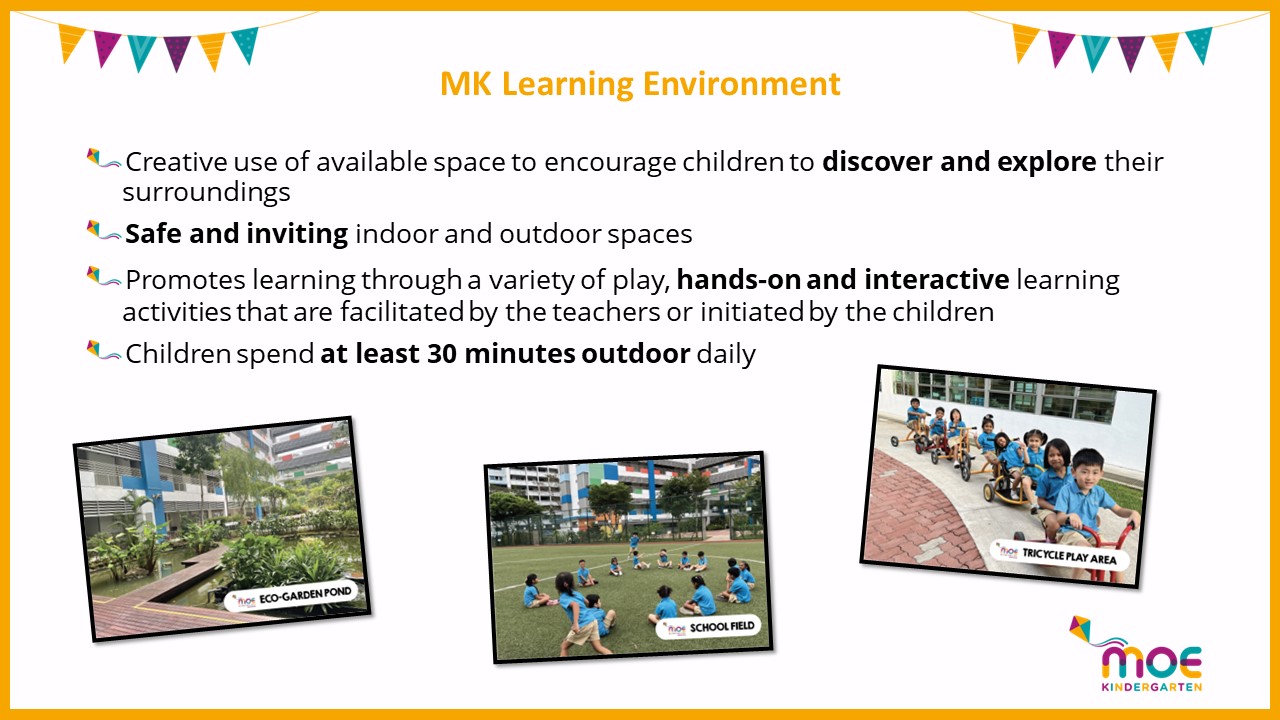 MK Learning Environment
Creative use of available space to encourage children to discover and explore their
surroundings
Safe and inviting indoor and outdoor spaces
Promotes learning through a variety of play, hands-on and interactive learning
activities that are facilitated by the teachers or initiated by the children
Children spend at least 30 minutes outdoor daily
moe ECO-GARDEN POND
moe SCHOOL FIELD
moe TRICYCLE PLAY AREA
moe
KINDERGARTEN